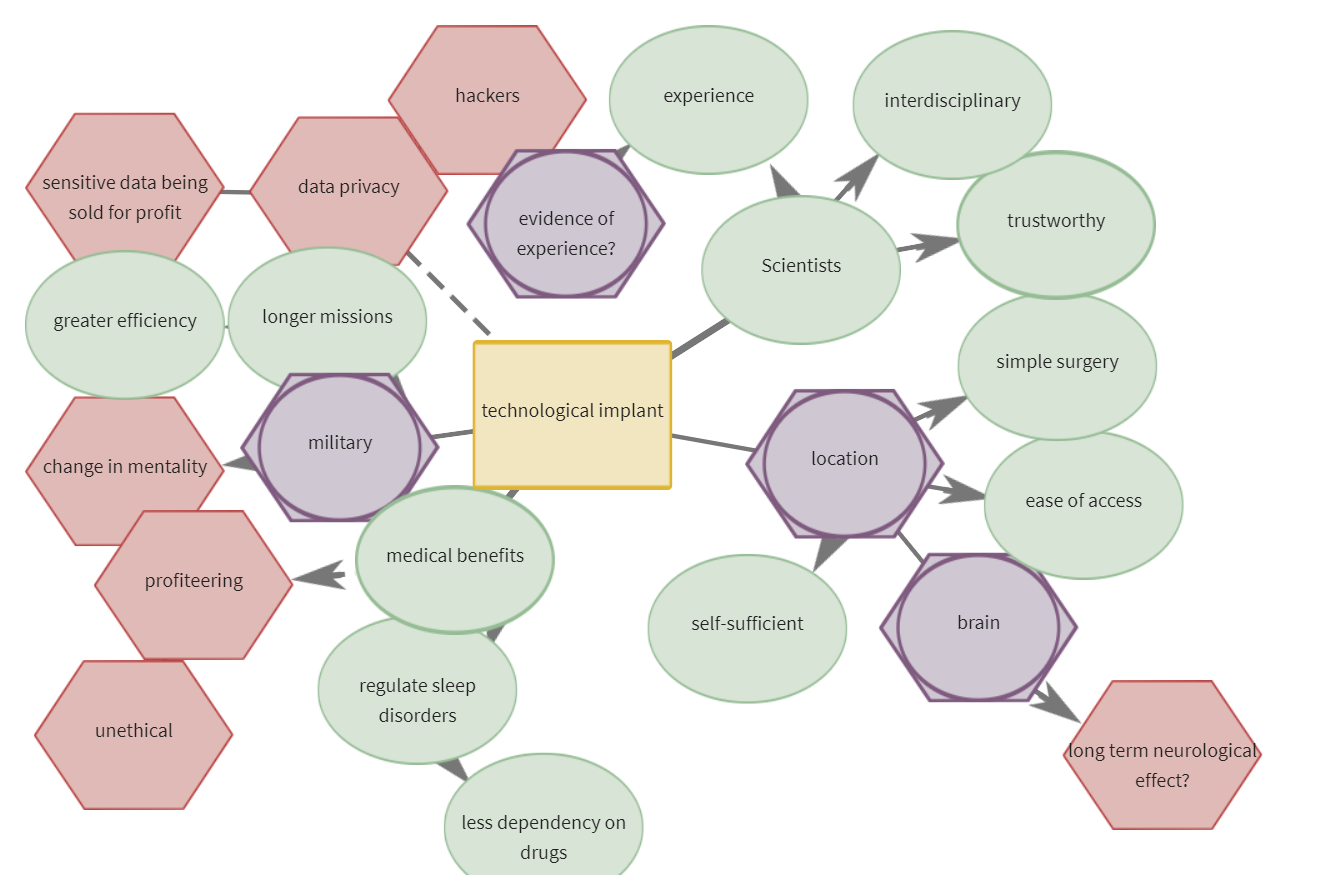 hackers
experience
interdisciplinary
sensitive data being
sold for profit
data privacy
evidence of
experience?
trustworthy
Scientists
greater efficiency
longer missions
simple surgery
technological implant
military
change in mentality
location
ease of access
medical benefits
profiteering
self-sufficient
brain
regulate sleep
disorders
unethical
long term neurological
effect?
less dependency on
drugs